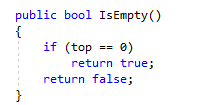 public bool IsEmpty()
{
    if (top == 0)
        return true;
    return false;
}